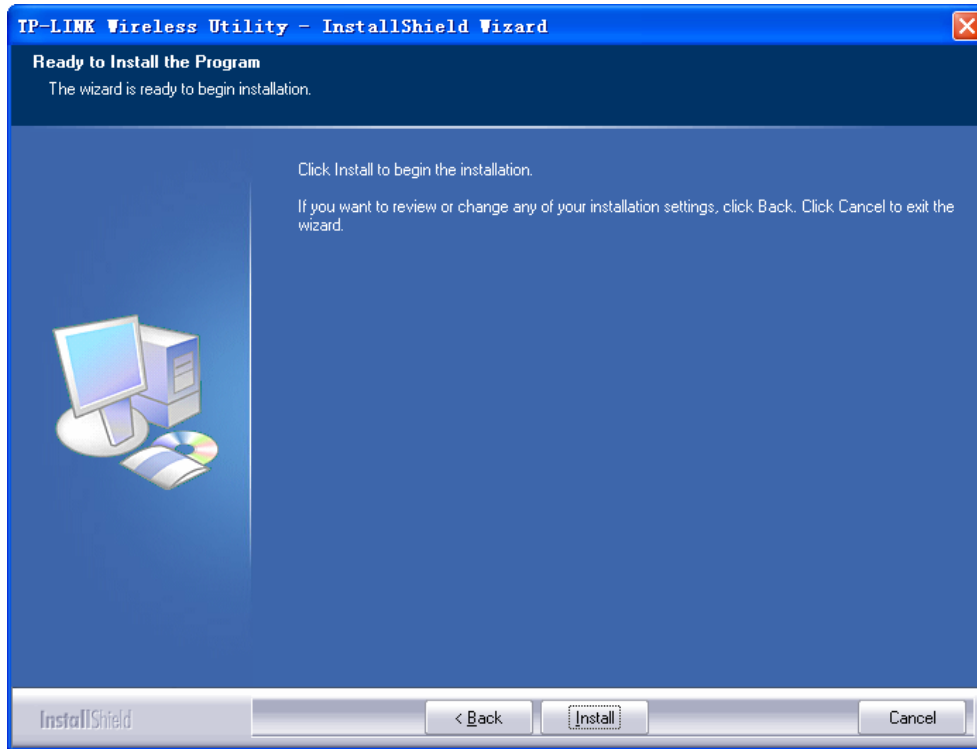 TP-LINK Wireless Utility - InstallShield Wizard
Ready to Install the Program
The wizard is ready to begin installation.
Click Install to begin the installation.
If you want to review or change any of your installation settings, click Back. Click Cancel to exit the
wizard.
InstallShield
< Back
Install
Cancel